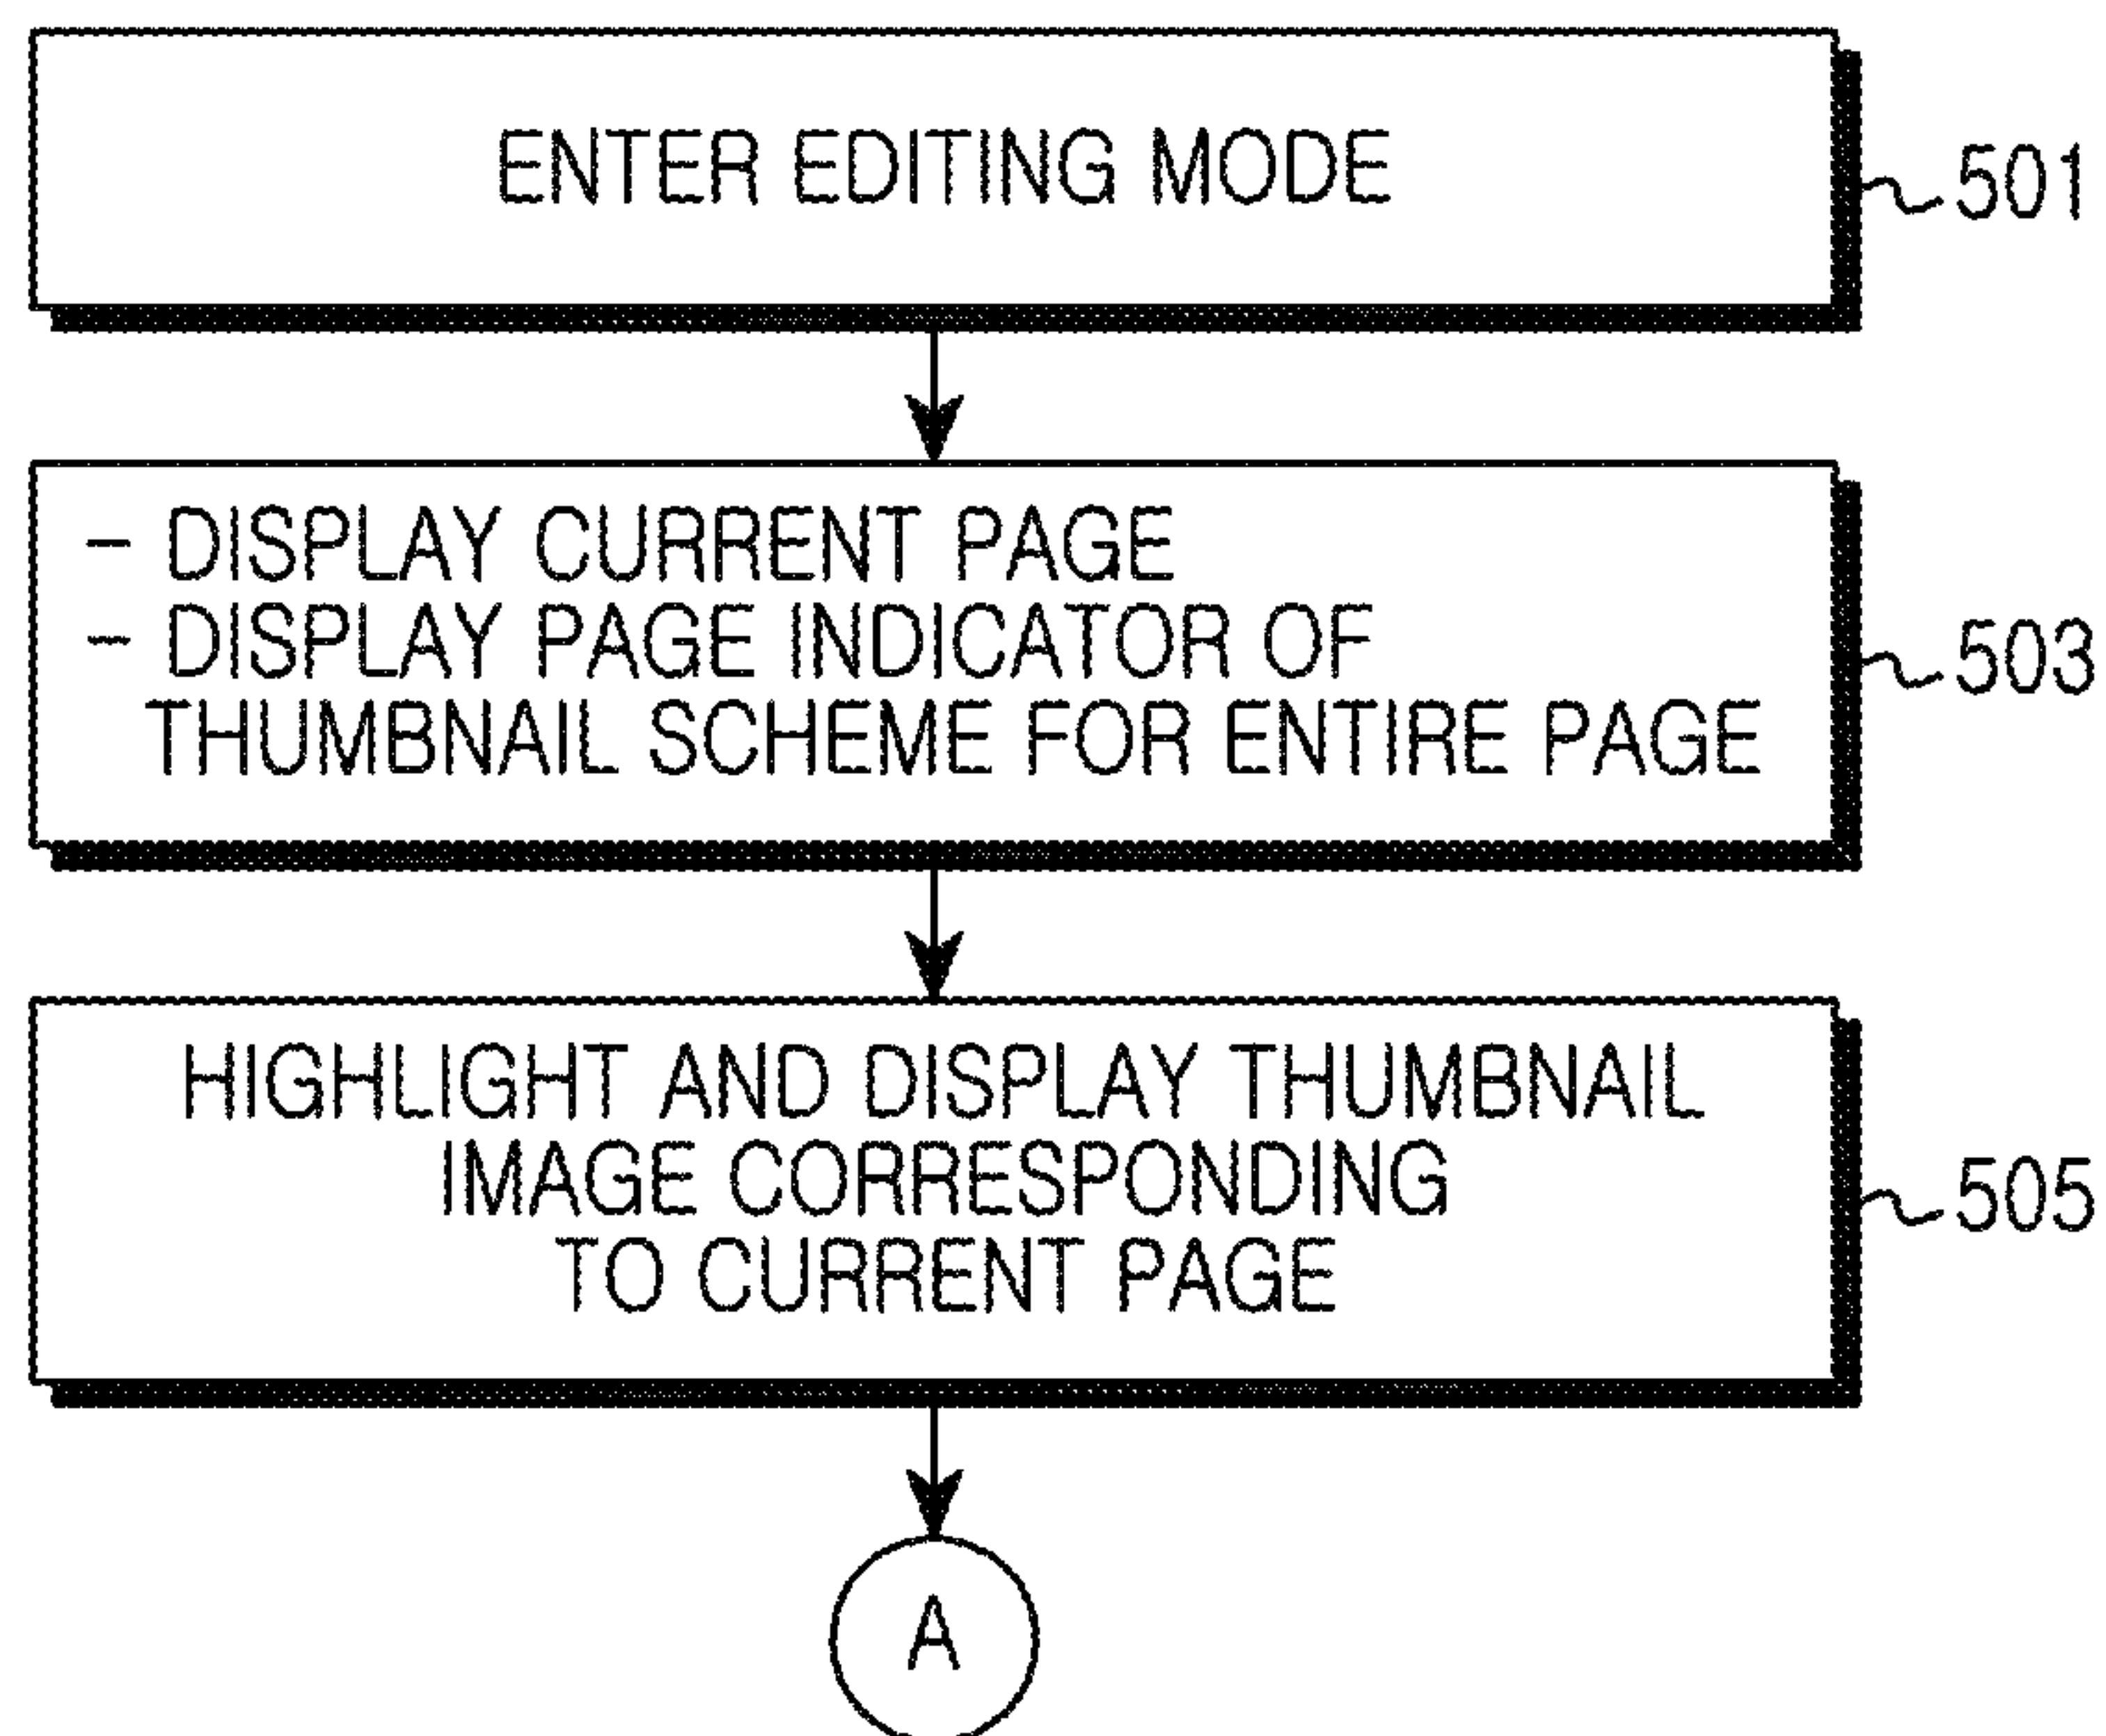 ENTER EDITING MODE
501
- DISPLAY CURRENT PAGE
- DISPLAY PAGE INDICATOR OF
THUMBNAIL SCHEME FOR ENTIRE PAGE
503
HIGHLIGHT AND DISPLAY THUMBNAIL
IMAGE CORRESPONDING
TO CURRENT PAGE
505
A